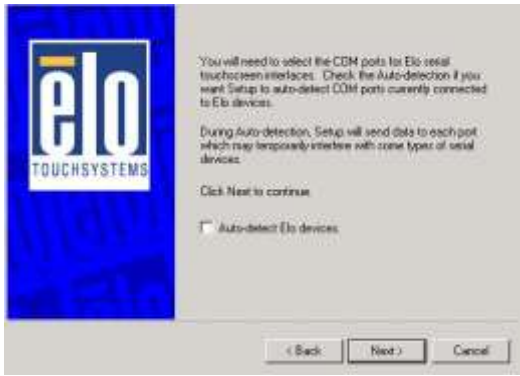 elo
TOUCHSYSTEMS
You will need to select the COM ports for Elo serial
touchscreen interfaces. Check the Auto-detection if you
want Setup to auto-detect COM ports currently connected
to Elo devices.
During Auto-detection, Setup will send data to each port
which may temporarily interfere with some types of serial
devices.
Click Next to continue.
Auto-detect Elo devices.
< Back
Next >
Cancel